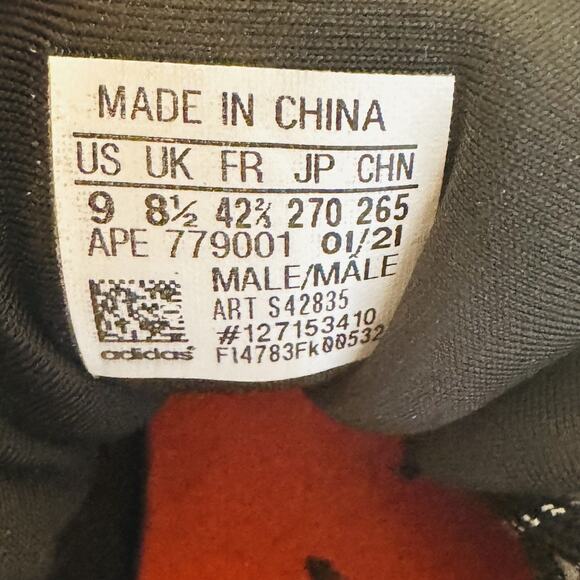 MADE IN CHINA
US UK FR JP CHN
9 8½ 42⅔ 270 265
APE 779001 01/21
MALE/MÂLE
ART S42835
#127153410
adidas® F14783Fk00532